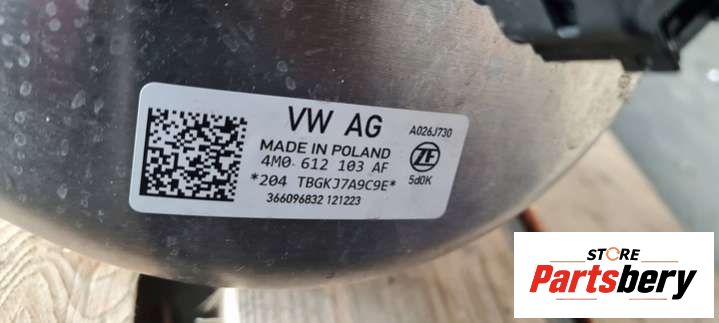 VW AG
A026J730
MADE IN POLAND
4M0 612 103 AF
ZF
*204 TBGKJ7A9C9E*
5d0K
366096832 121223
STORE
Partsbery